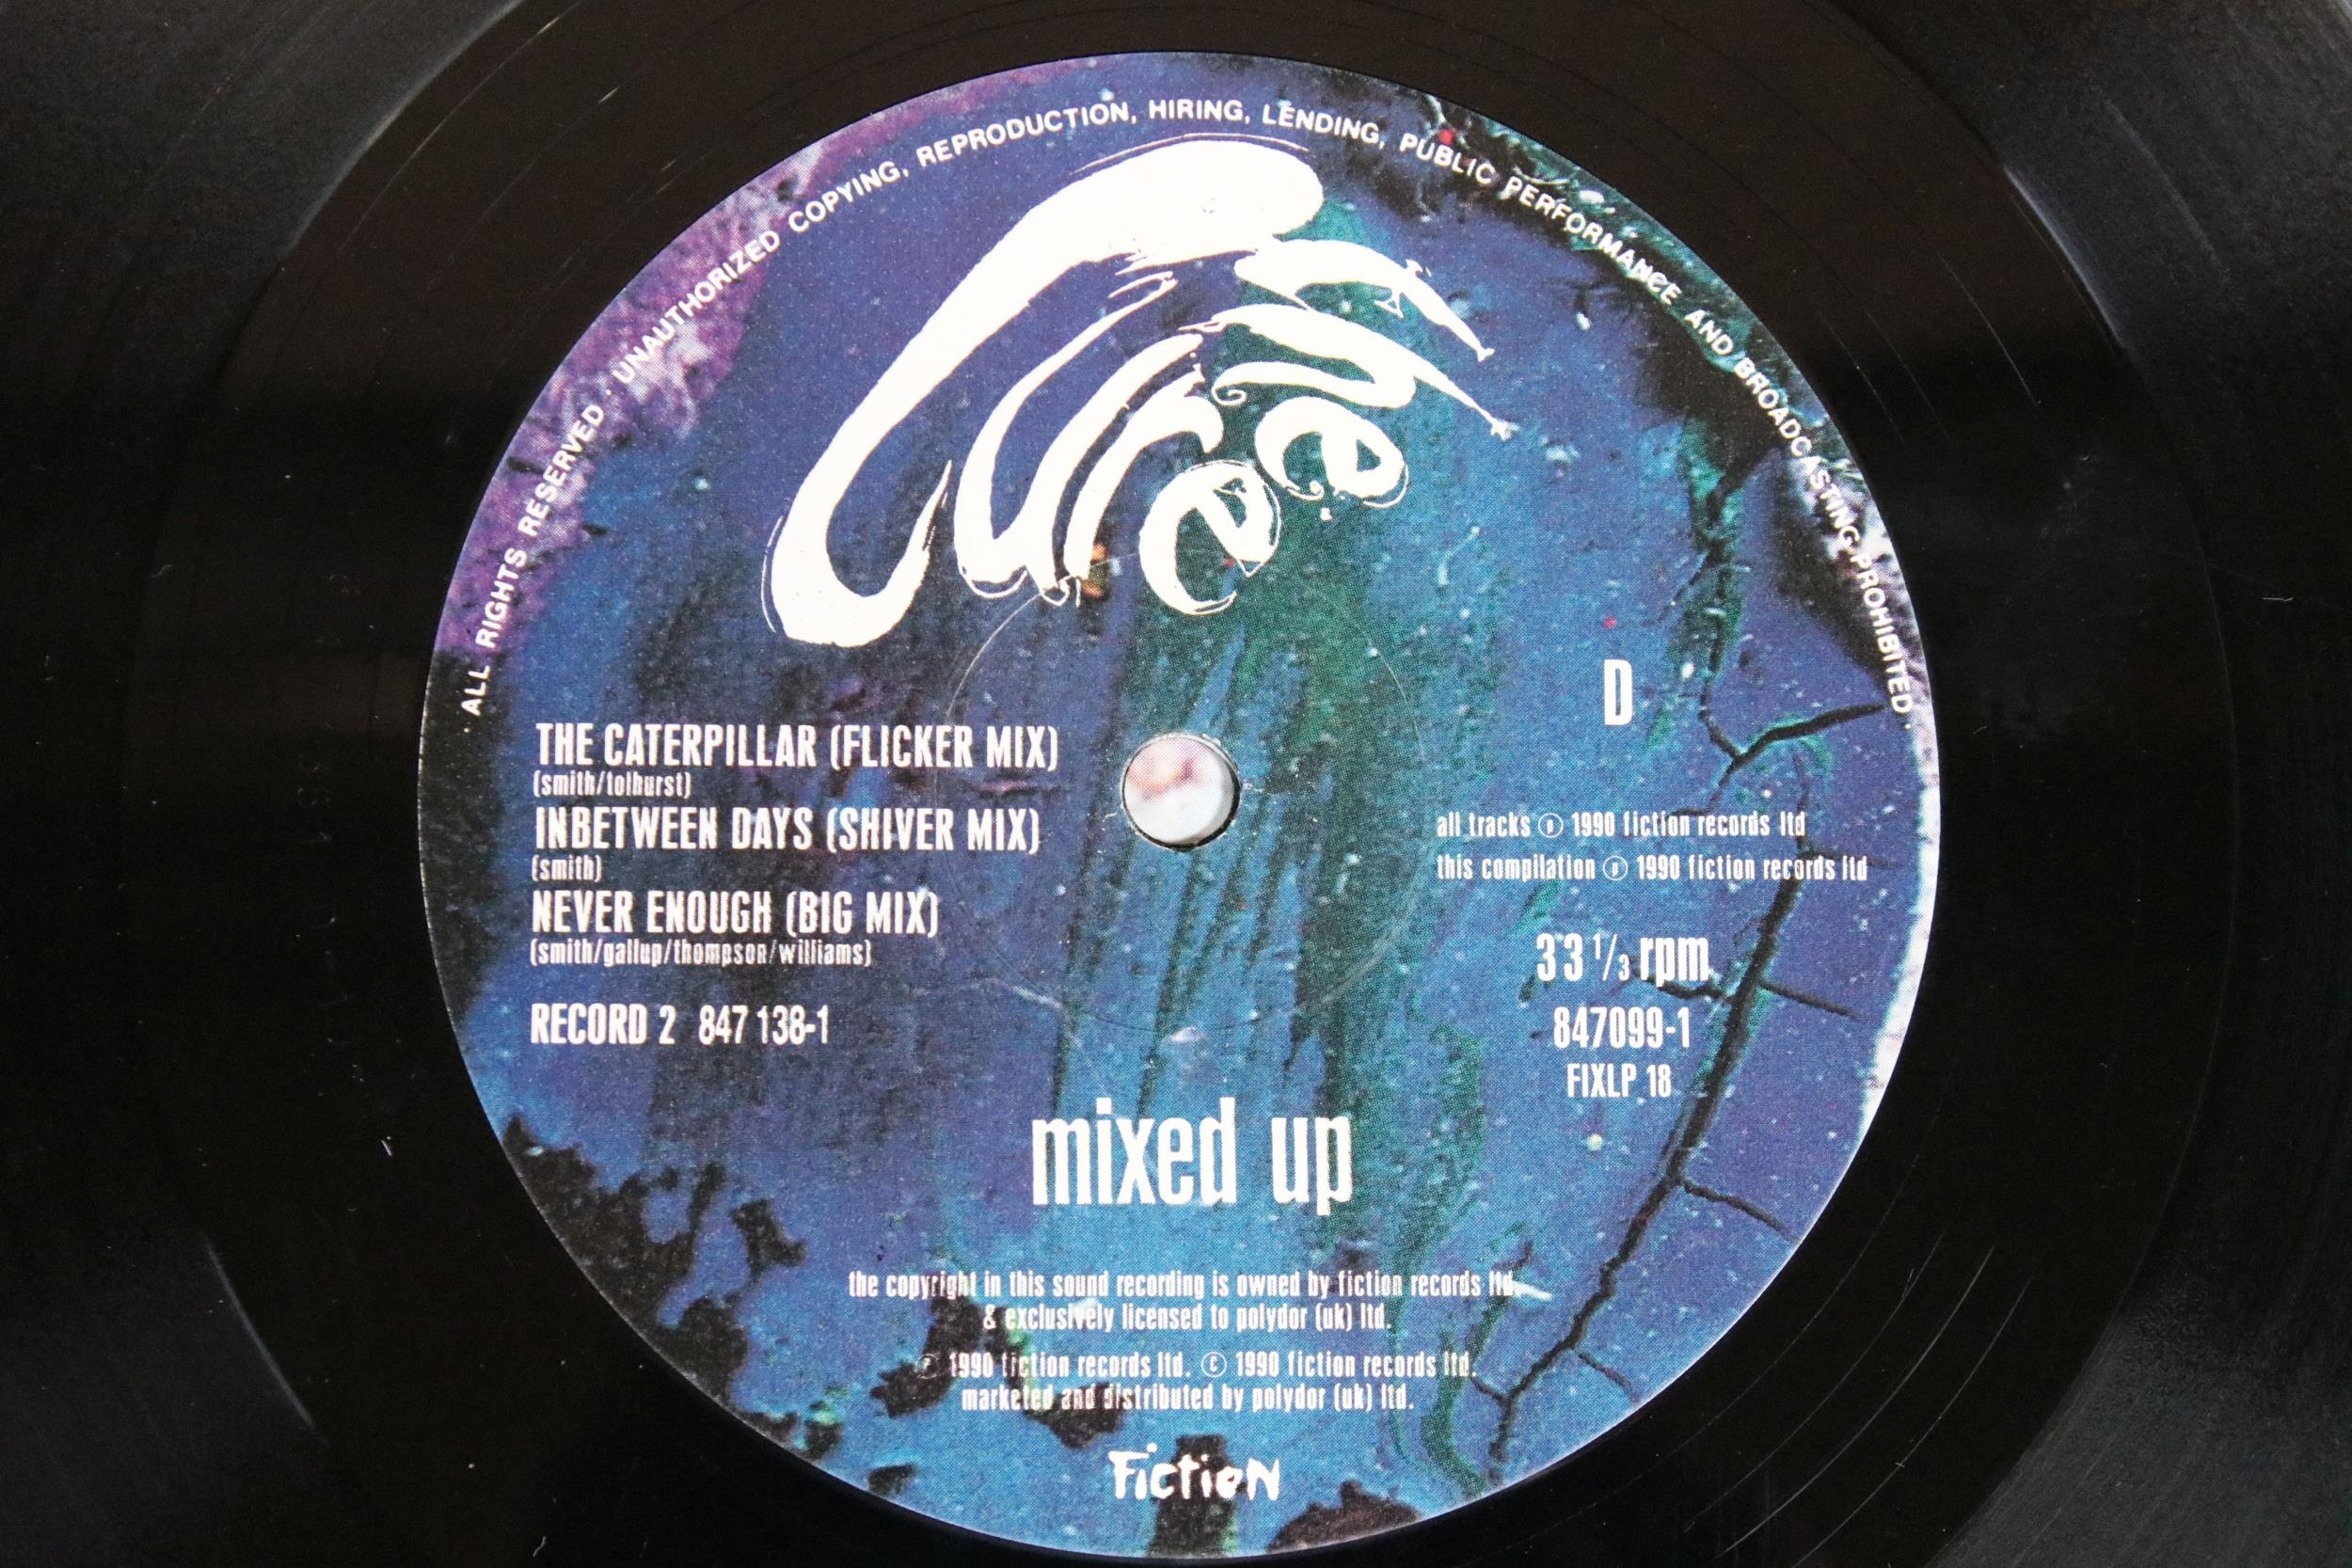 ALL RIGHTS RESERVED · UNAUTHORIZED COPYING, REPRODUCTION, HIRING, LENDING, PUBLIC PERFORMANCE AND BROADCASTING PROHIBITED ·
The Cure
D
THE CATERPILLAR (FLICKER MIX)
(smith/tolhurst)
INBETWEEN DAYS (SHIVER MIX)
(smith)
NEVER ENOUGH (BIG MIX)
(smith/gallup/thompson/williams)
RECORD 2 847 138-1
all tracks ℗ 1990 fiction records ltd
this compilation ℗ 1990 fiction records ltd
33 1/3 rpm
847099-1
FIXLP 18
mixed up
the copyright in this sound recording is owned by fiction records ltd.
& exclusively licensed to polydor (uk) ltd.
℗ 1990 fiction records ltd. © 1990 fiction records ltd.
marketed and distributed by polydor (uk) ltd.
Fiction